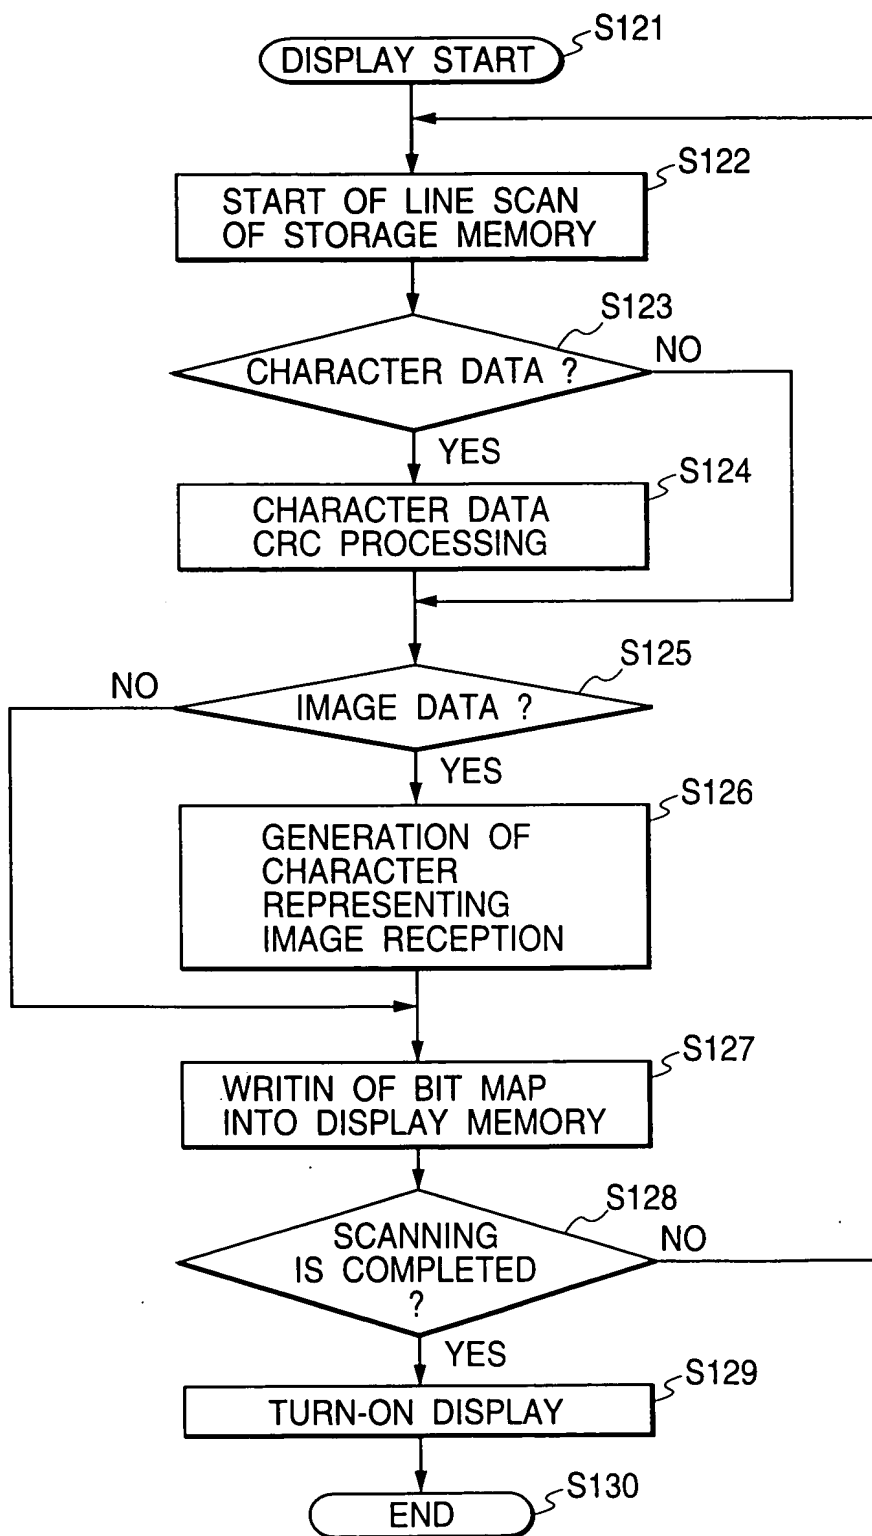 S121
DISPLAY START
S122
START OF LINE SCAN
OF STORAGE MEMORY
S123
CHARACTER DATA ?
NO
YES
S124
CHARACTER DATA
CRC PROCESSING
S125
NO
IMAGE DATA ?
YES
S126
GENERATION OF
CHARACTER
REPRESENTING
IMAGE RECEPTION
S127
WRITIN OF BIT MAP
INTO DISPLAY MEMORY
S128
SCANNING
IS COMPLETED
?
NO
YES
S129
TURN-ON DISPLAY
S130
END